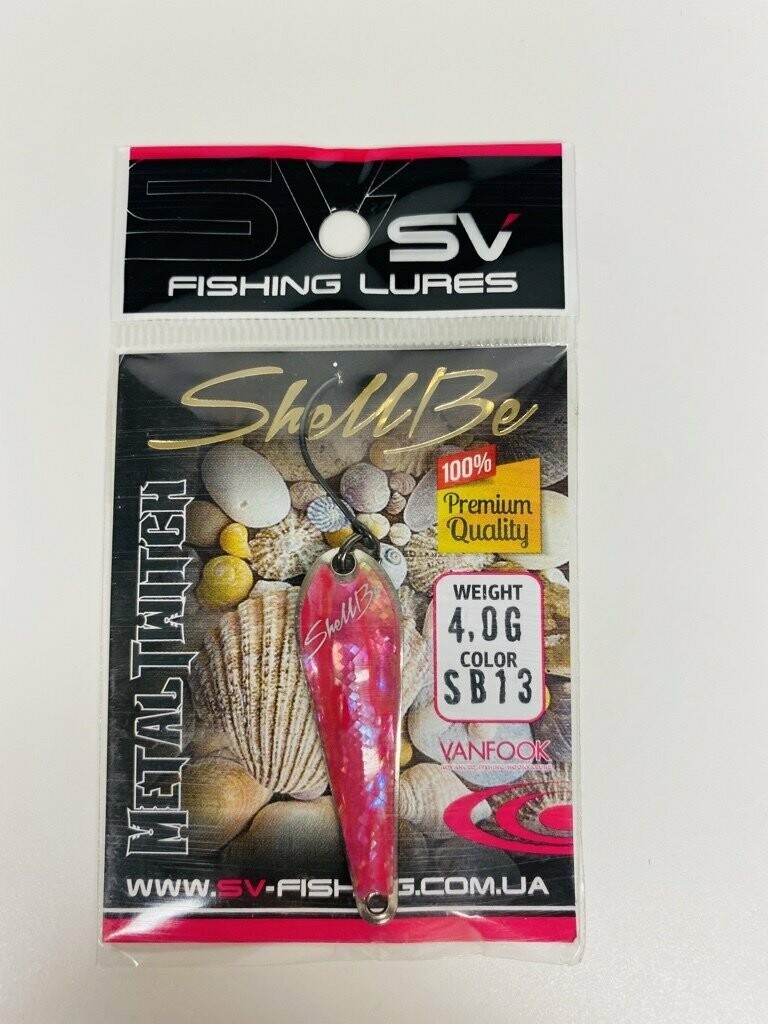 SV
SV
FISHING LURES
ShellBe
100%
Premium
Quality
METAL TWITCH
WEIGHT
4,0G
COLOR
SB13
ShellBe
VANFOOK
WWW.SV-FISHING.COM.UA